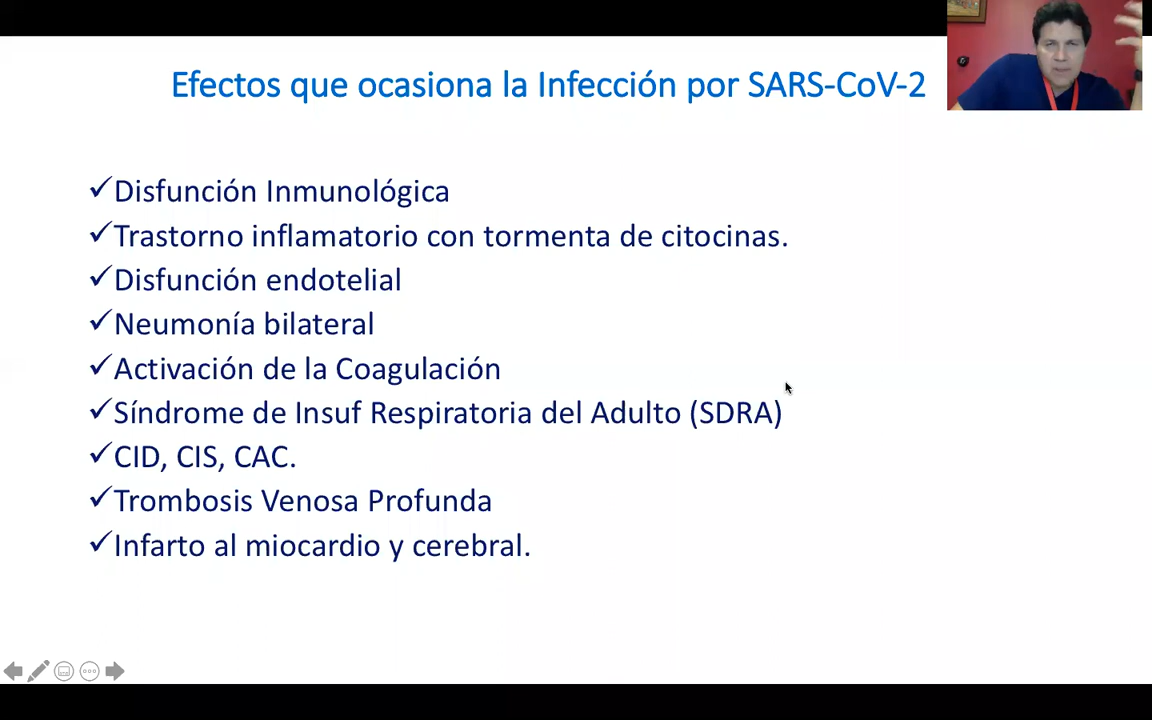 Efectos que ocasiona la Infección por SARS-CoV-2
✓Disfunción Inmunológica
✓Trastorno inflamatorio con tormenta de citocinas.
✓Disfunción endotelial
✓Neumonía bilateral
✓Activación de la Coagulación
✓Síndrome de Insuf Respiratoria del Adulto (SDRA)
✓CID, CIS, CAC.
✓Trombosis Venosa Profunda
✓Infarto al miocardio y cerebral.